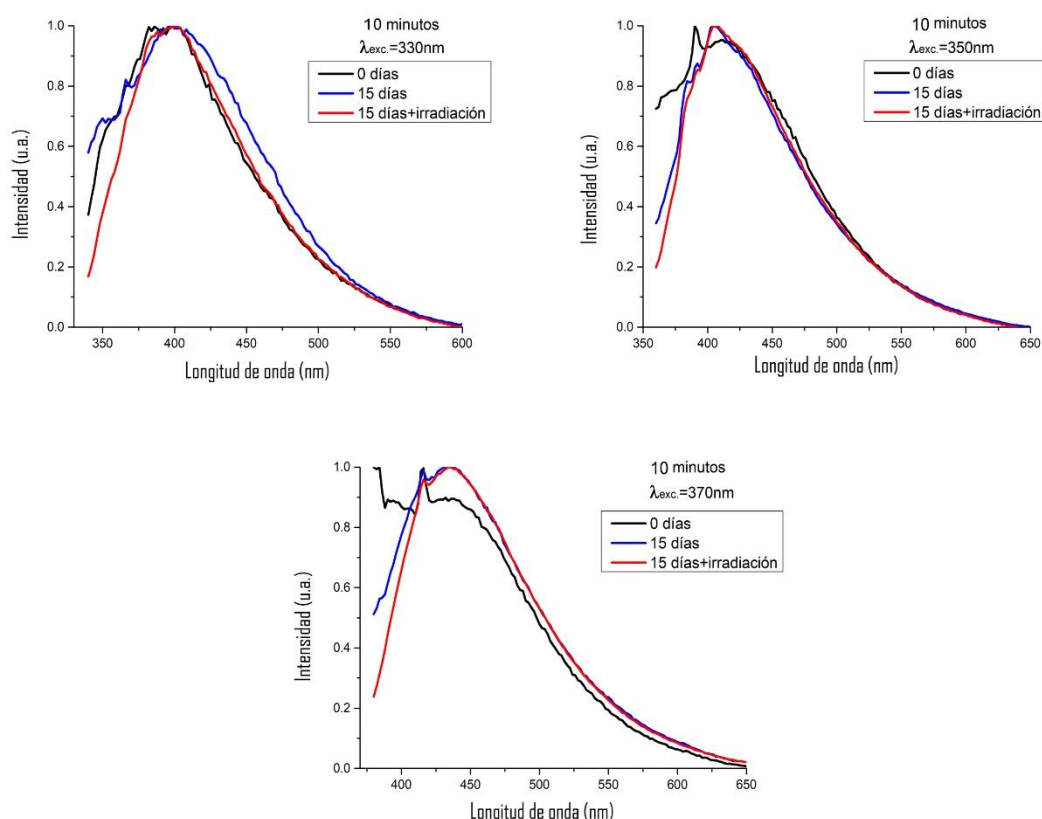 10 minutos
λexc.=330nm
0 días
15 días
15 días+irradiación
Intensidad (u.a.)
1.0
0.8
0.6
0.4
0.2
0.0
350
400
450
500
550
600
Longitud de onda (nm)
10 minutos
λexc.=350nm
0 días
15 días
15 días+irradiación
Intensidad (u.a.)
1.0
0.8
0.6
0.4
0.2
0.0
350
400
450
500
550
600
650
Longitud de onda (nm)
10 minutos
λexc.=370nm
0 días
15 días
15 días+irradiación
Intensidad (u.a.)
1.0
0.8
0.6
0.4
0.2
0.0
400
450
500
550
600
650
Longitud de onda (nm)